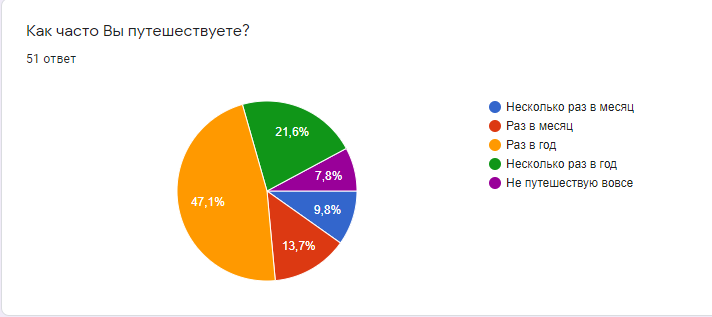 Как часто Вы путешествуете?
51 ответ
Несколько раз в месяц
Раз в месяц
Раз в год
Несколько раз в год
Не путешествую вовсе
21,6%
7,8%
47,1%
9,8%
13,7%